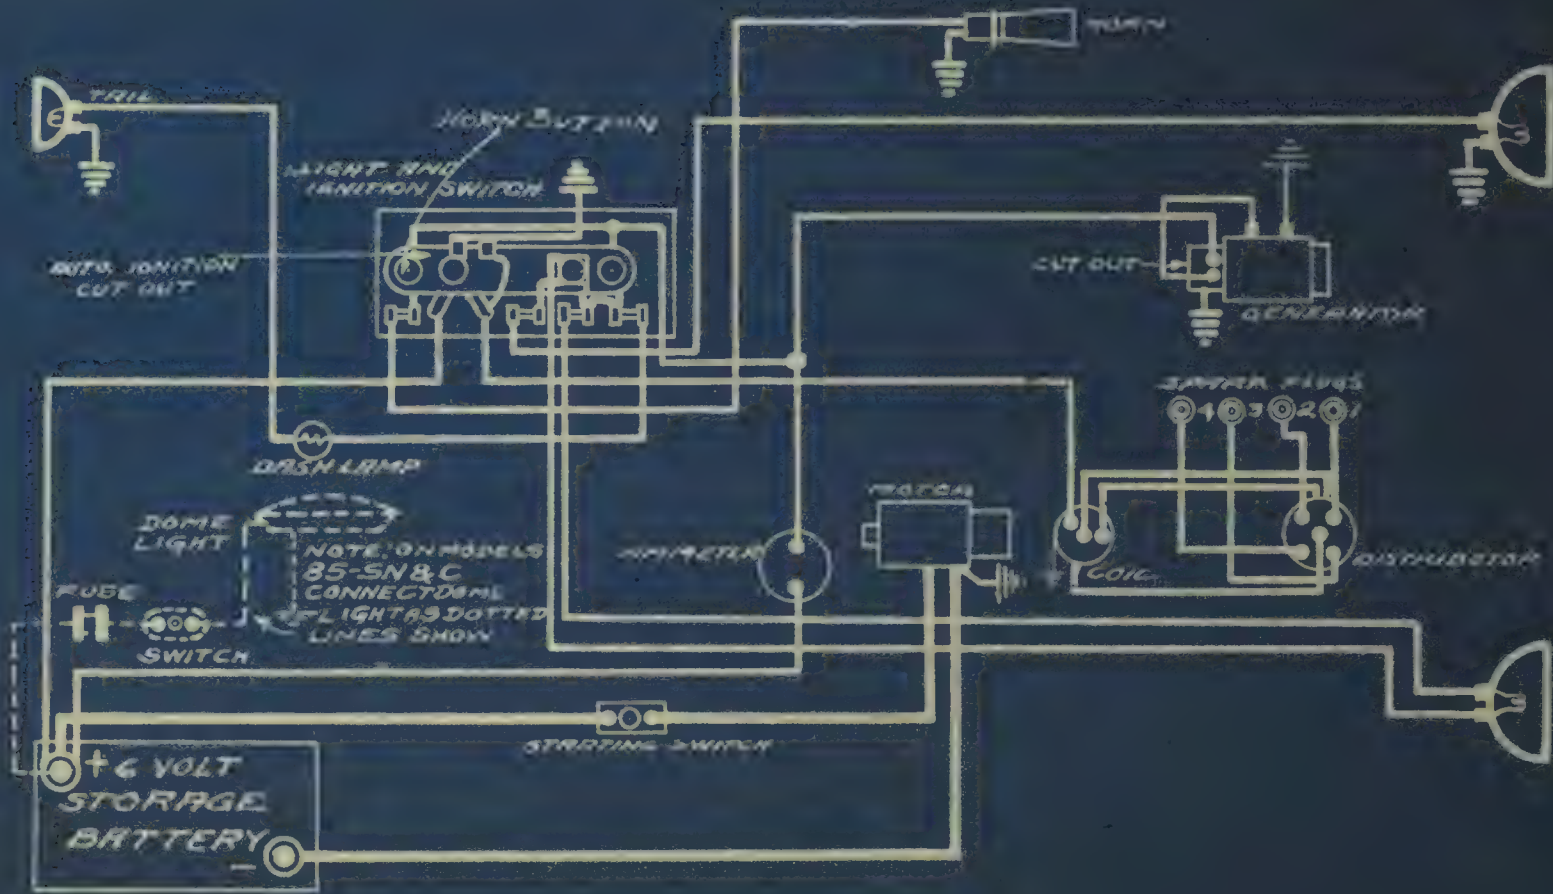 HORN
TAIL
HORN BUTTON
LIGHT AND
IGNITION SWITCH
AUTO. IGNITION
CUT OUT
CUT OUT
GENERATOR
SPARK PLUGS
4 3 2 1
DASH LAMP
MOTOR
DOME
LIGHT
NOTE: ON MODELS
85-SN & C
CONNECT DOME
LIGHT AS DOTTED
LINES SHOW
AMMETER
COIL
DISTRIBUTOR
FUSE
SWITCH
STARTING SWITCH
+ 6 VOLT
STORAGE
BATTERY
-